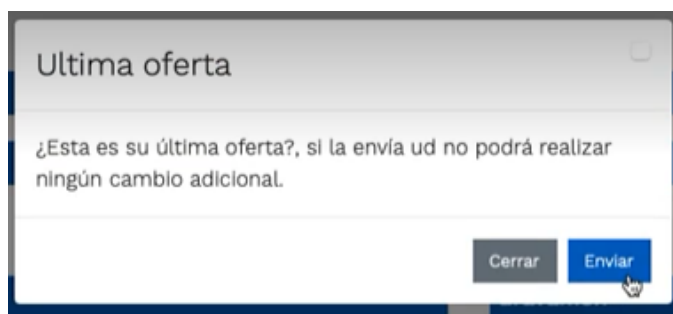 Ultima oferta
¿Esta es su última oferta?, si la envía ud no podrá realizar
ningún cambio adicional.
Cerrar
Enviar